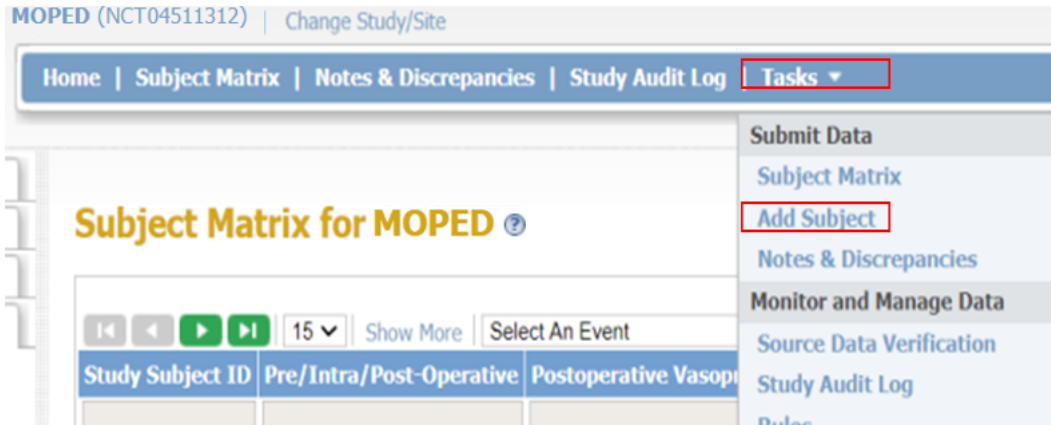 MOPED (NCT04511312) | Change Study/Site
Home | Subject Matrix | Notes & Discrepancies | Study Audit Log | Tasks
Submit Data
Subject Matrix
Add Subject
Notes & Discrepancies
Monitor and Manage Data
Source Data Verification
Study Audit Log
Rules
Subject Matrix for MOPED ?
15 Show More Select An Event
Study Subject ID Pre/Intra/Post-Operative Postoperative